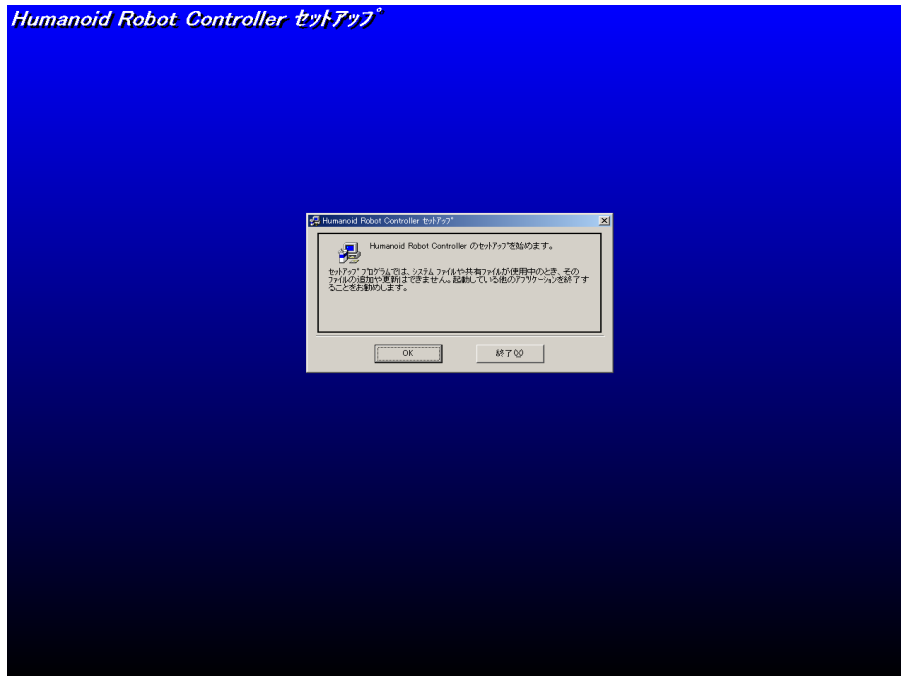 Humanoid Robot Controller ｾｯﾄｱｯﾌﾟ
Humanoid Robot Controller ｾｯﾄｱｯﾌﾟ
Humanoid Robot Controller のｾｯﾄｱｯﾌﾟを始めます。
ｾｯﾄｱｯﾌﾟ ﾌﾟﾛｸﾞﾗﾑでは、ｼｽﾃﾑ ﾌｧｲﾙや共有ﾌｧｲﾙが使用中のとき、その
ﾌｧｲﾙの追加や更新はできません。起動している他のｱﾌﾟﾘｹｰｼｮﾝを終了す
ることをお勧めします。
OK
終了(X)